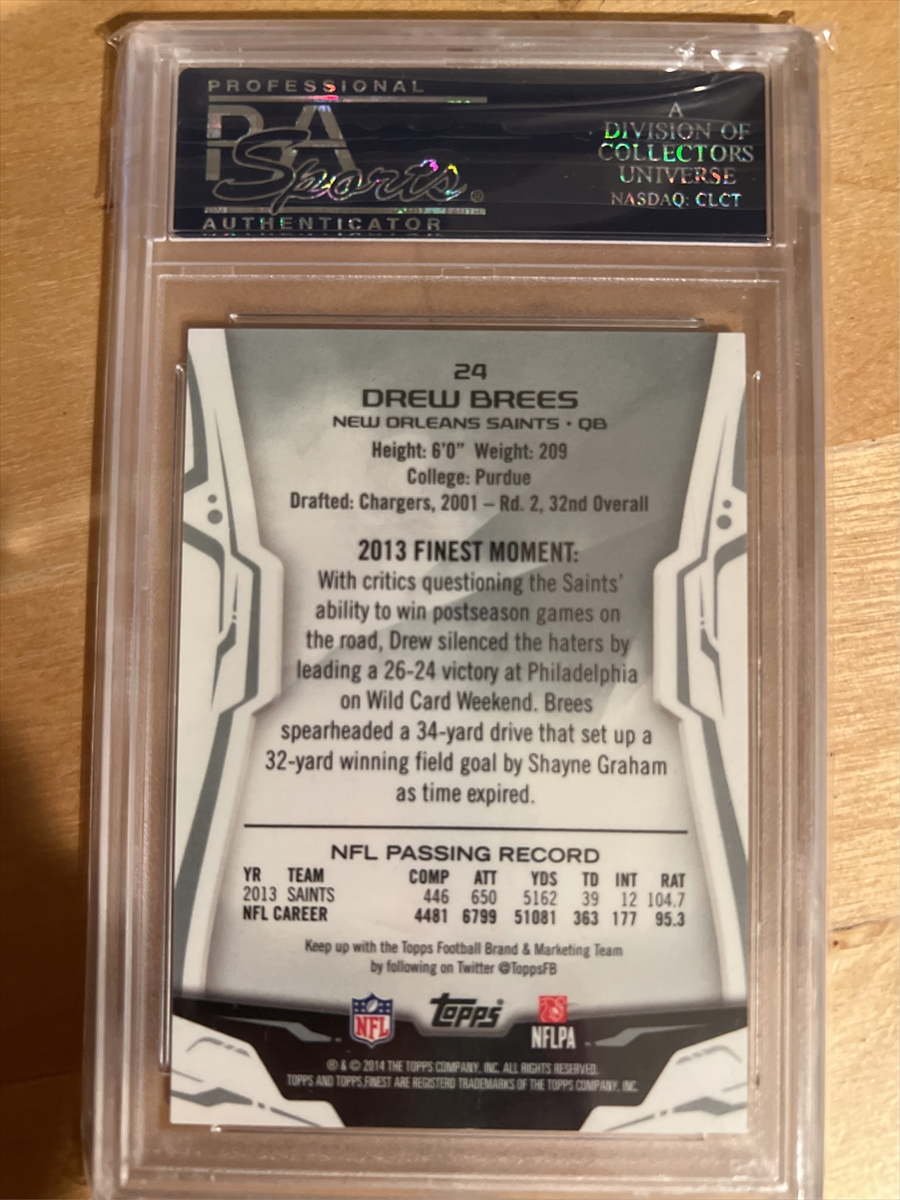 PROFESSIONAL
PSA
Sports®
AUTHENTICATOR
A
DIVISION OF
COLLECTORS
UNIVERSE
NASDAQ: CLCT
24
DREW BREES
NEW ORLEANS SAINTS • QB
Height: 6'0" Weight: 209
College: Purdue
Drafted: Chargers, 2001 – Rd. 2, 32nd Overall
2013 FINEST MOMENT:
With critics questioning the Saints'
ability to win postseason games on
the road, Drew silenced the haters by
leading a 26-24 victory at Philadelphia
on Wild Card Weekend. Brees
spearheaded a 34-yard drive that set up a
32-yard winning field goal by Shayne Graham
as time expired.
NFL PASSING RECORD
YR TEAM COMP ATT YDS TD INT RAT
2013 SAINTS 446 650 5162 39 12 104.7
NFL CAREER 4481 6799 51081 363 177 95.3
Keep up with the Topps Football Brand & Marketing Team
by following on Twitter @ToppsFB
NFL Topps NFLPA
® & © 2014 THE TOPPS COMPANY, INC. ALL RIGHTS RESERVED.
TOPPS AND TOPPS FINEST ARE REGISTERD TRADEMARKS OF THE TOPPS COMPANY, INC.